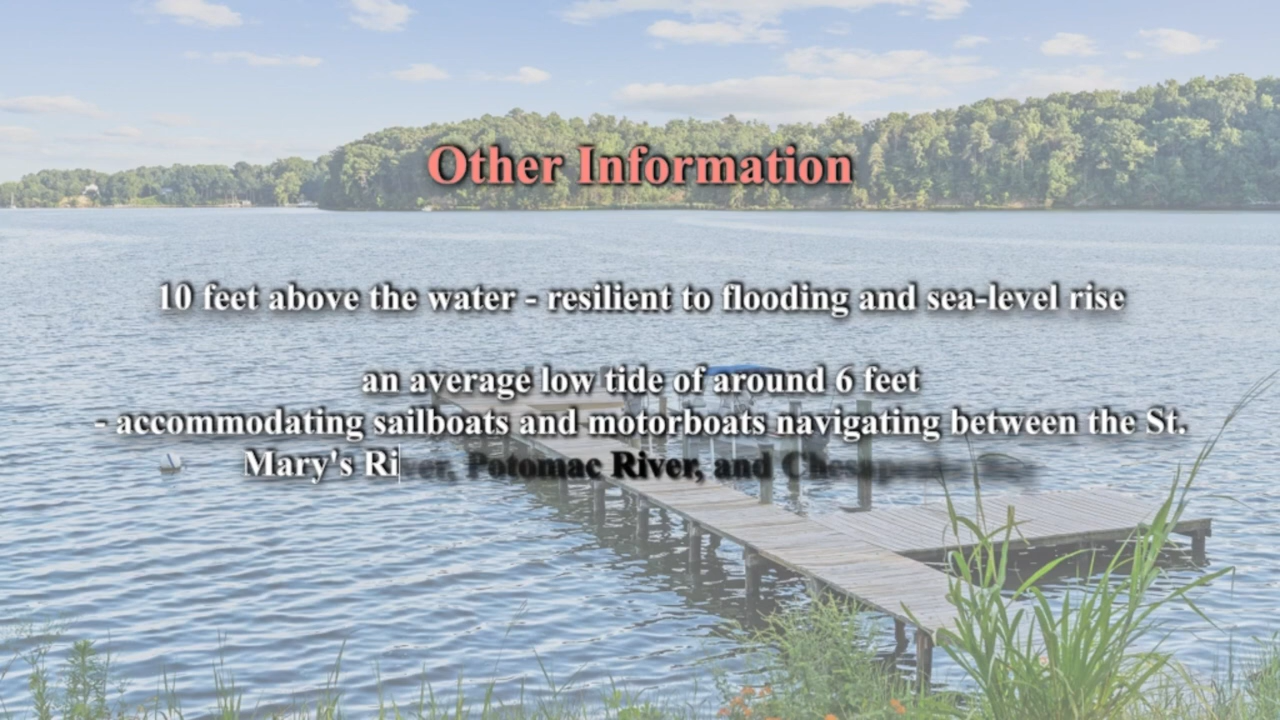 Other Information
10 feet above the water - resilient to flooding and sea-level rise
an average low tide of around 6 feet
- accommodating sailboats and motorboats navigating between the St.
Mary's River, Potomac River, and